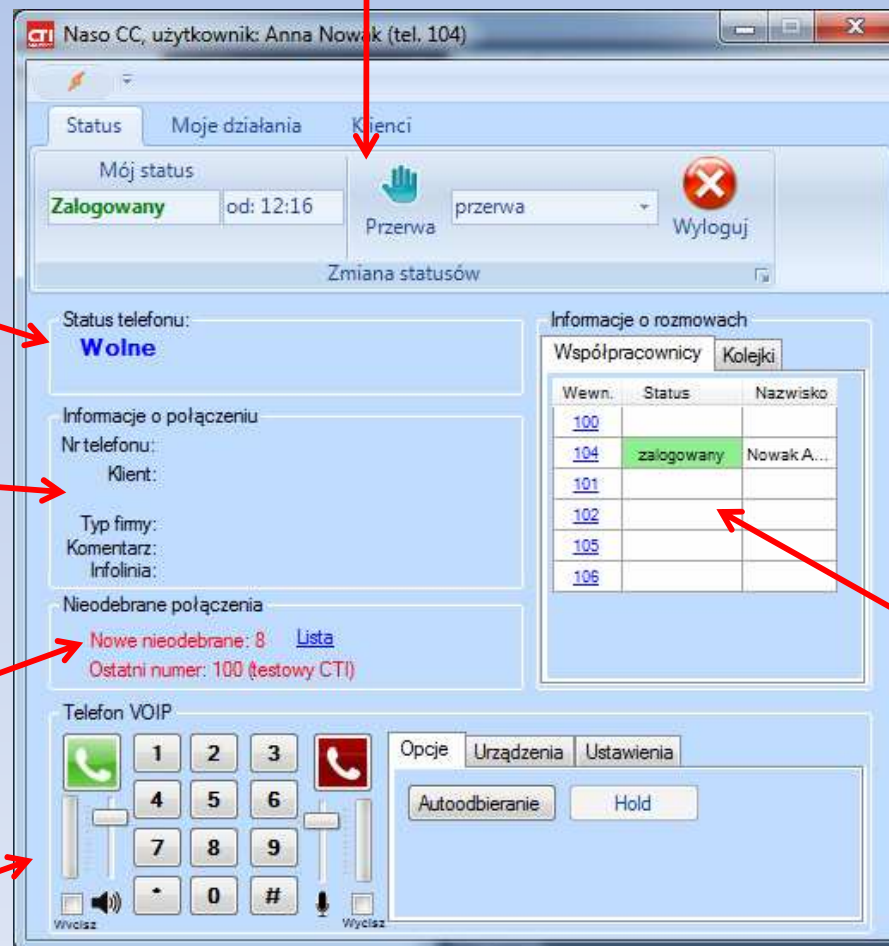 CTI Naso CC, użytkownik: Anna Nowak (tel. 104)
Status Moje działania Klienci
Mój status
Zalogowany od: 12:16
Przerwa przerwa Wyloguj
Zmiana statusów
Status telefonu:
Wolne
Informacje o połączeniu
Nr telefonu:
Klient:
Typ firmy:
Komentarz:
Infolinia:
Nieodebrane połączenia
Nowe nieodebrane: 8 Lista
Ostatni numer: 100 (testowy CTI)
Informacje o rozmowach
Współpracownicy Kolejki
Wewn. Status Nazwisko
100
104 zalogowany Nowak A...
101
102
105
106
Telefon VOIP
1 2 3
4 5 6
7 8 9
* 0 #
Wycisz Wycisz
Opcje Urządzenia Ustawienia
Autoodbieranie Hold